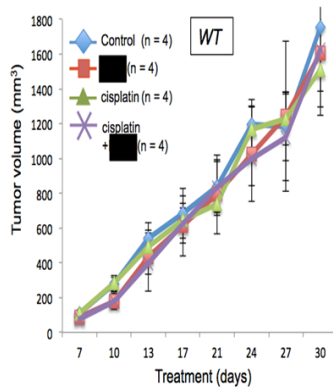 WT
Control (n = 4)
(n = 4)
cisplatin (n = 4)
cisplatin
+ (n = 4)
Tumor volume (mm³)
1800
1600
1400
1200
1000
800
600
400
200
0
7 10 13 17 21 24 27 30
Treatment (days)